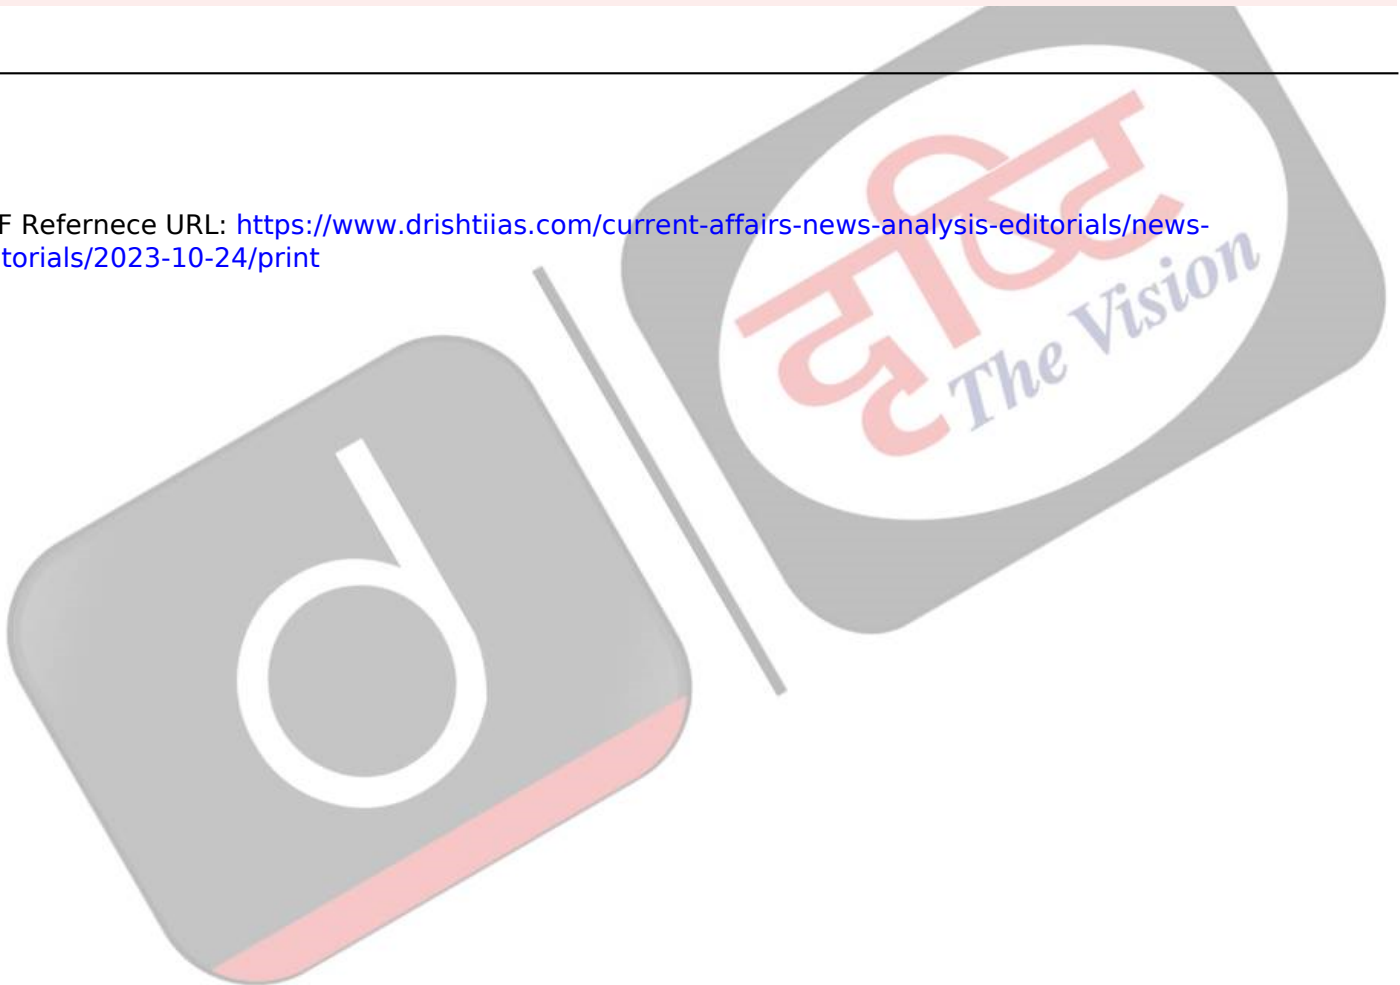 F Refernece URL: https://www.drishtiias.com/current-affairs-news-analysis-editorials/news-
torials/2023-10-24/print
दृष्टि
The Vision
d